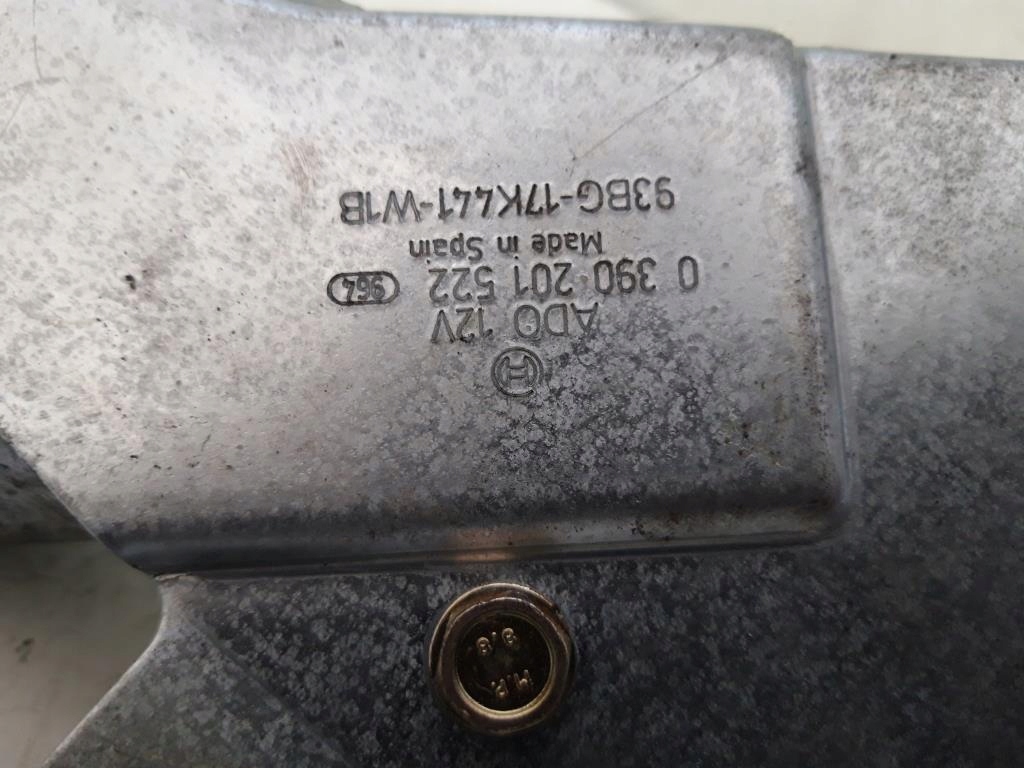 M.P.
8.8
ADO 12V
0 390 201 522 964
Made in Spain
93BG-17K441-W1B